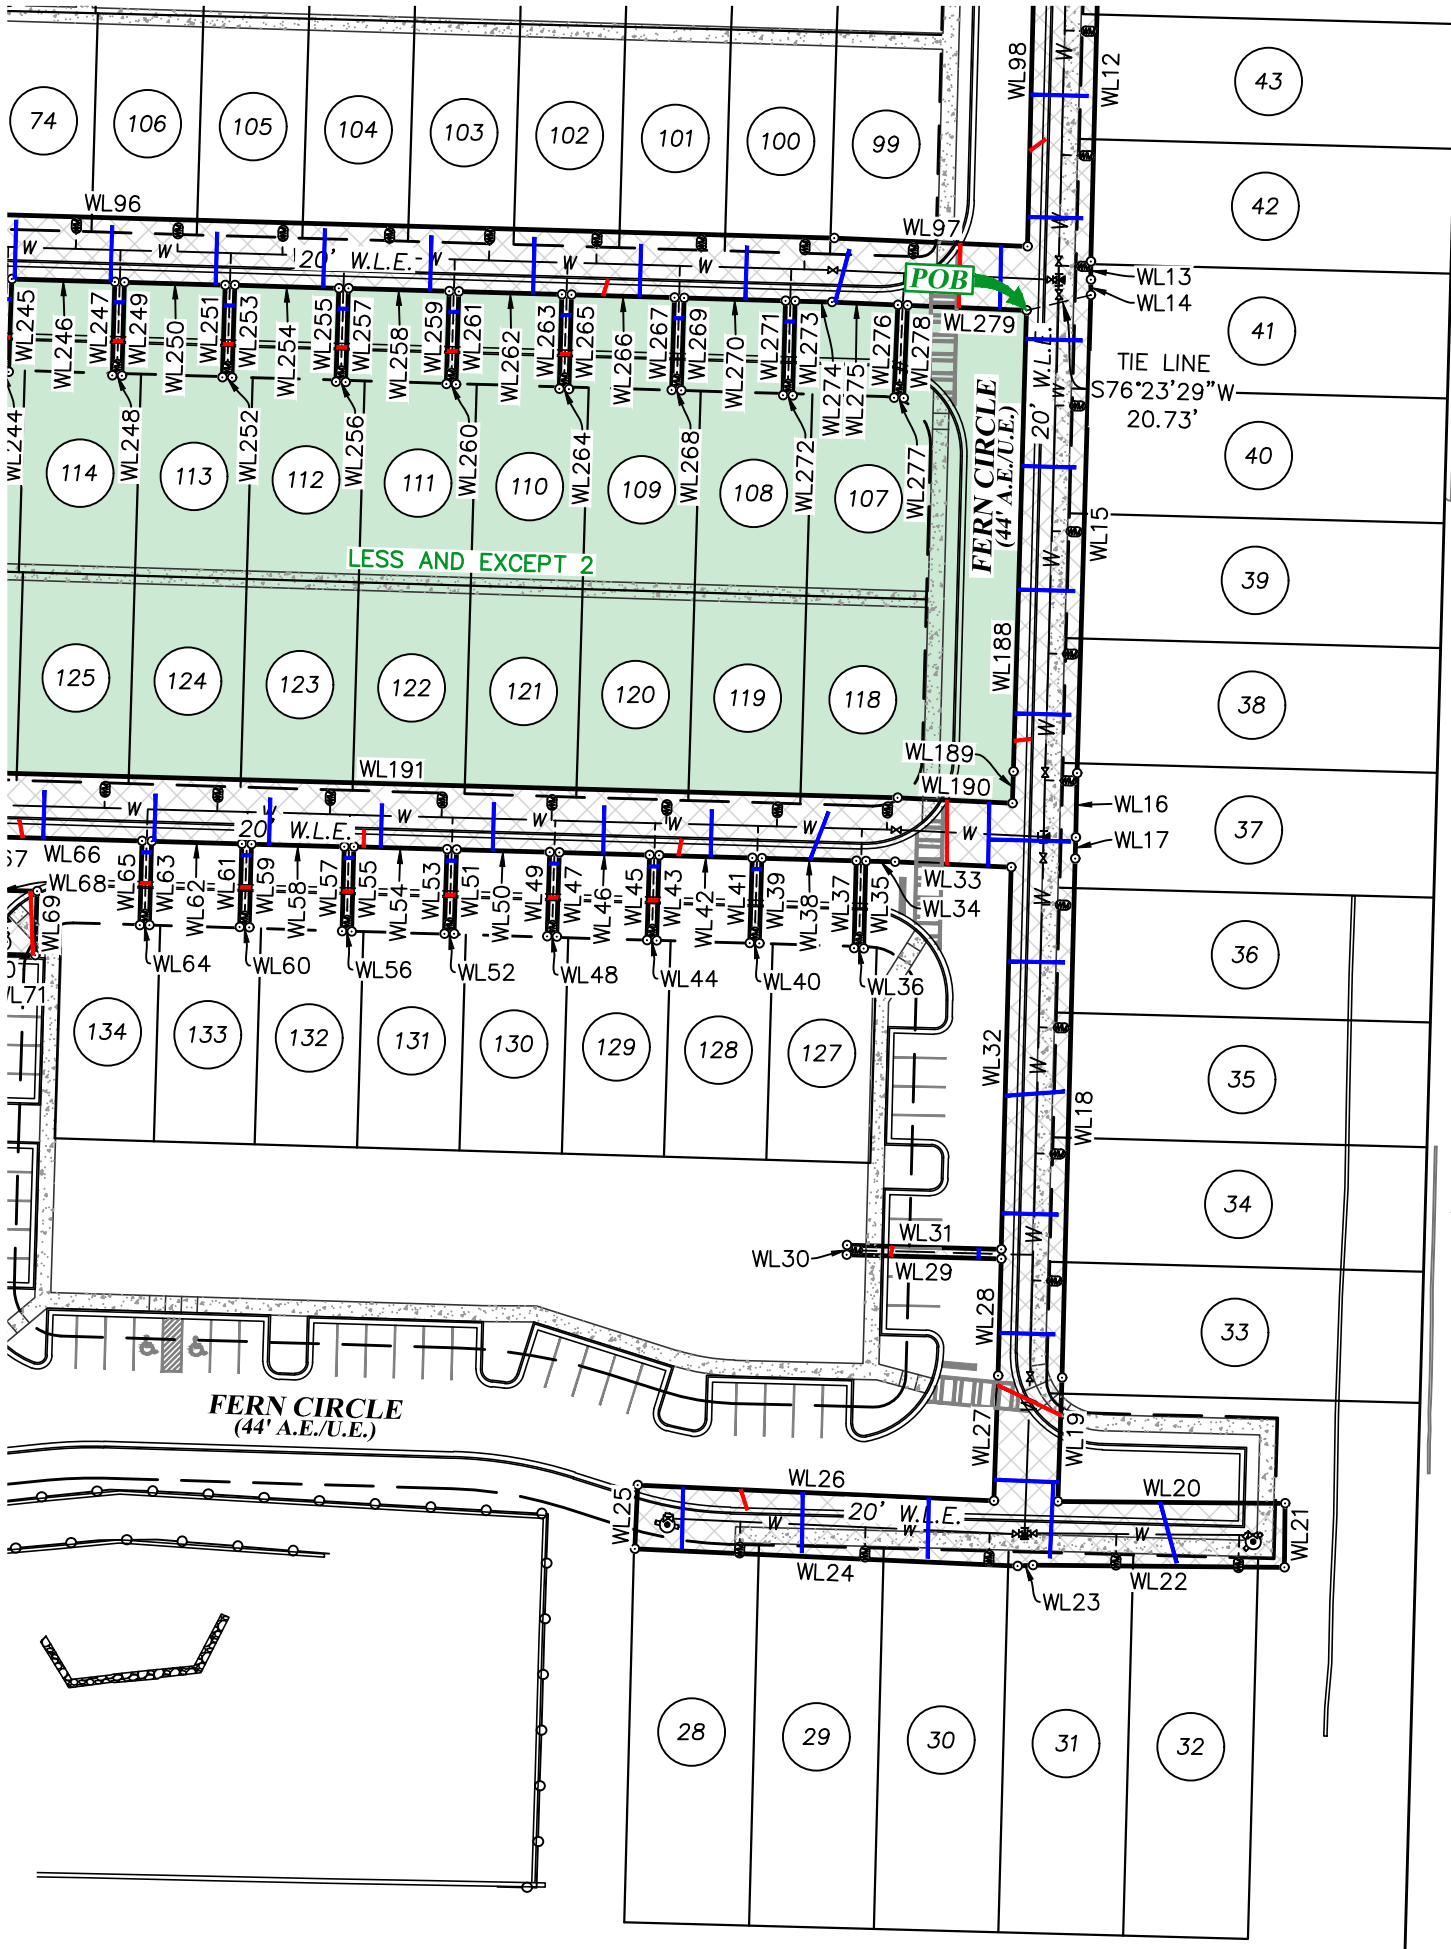 WL98
WL12
43
74
106
105
104
103
102
101
100
99
42
WL96
WL97
W
W
W
W
W
W
W
20' W.L.E.
POB
WL13
WL14
41
WL245
WL246
WL247
WL249
WL250
WL251
WL253
WL254
WL255
WL257
WL258
WL259
WL261
WL262
WL263
WL265
WL266
WL267
WL269
WL270
WL271
WL273
WL274
WL275
WL276
WL278
WL279
20' W.L.E.
TIE LINE
S76°23'29"W
20.73'
WL244
WL248
WL252
WL256
WL260
WL264
WL268
WL272
WL277
FERN CIRCLE
(44' A.E./U.E.)
40
114
113
112
111
110
109
108
107
WL15
LESS AND EXCEPT 2
W
39
WL188
125
124
123
122
121
120
119
118
38
W
WL189
WL190
WL191
WL16
W
W
W
W
W
W
W
20' W.L.E.
37
WL17
67
WL66
WL68
WL69
WL65
WL63
WL62
WL61
WL59
WL58
WL57
WL55
WL54
WL53
WL51
WL50
WL49
WL47
WL46
WL45
WL43
WL42
WL41
WL39
WL38
WL37
WL35
WL33
WL34
W
36
WL64
WL60
WL56
WL52
WL48
WL44
WL40
WL36
WL71
134
133
132
131
130
129
128
127
WL32
W
35
WL18
34
W
WL31
WL30
WL29
WL28
33
FERN CIRCLE
(44' A.E./U.E.)
WL27
WL19
WL26
WL20
WL25
20' W.L.E.
W
W
W
WL21
WL24
WL22
WL23
28
29
30
31
32